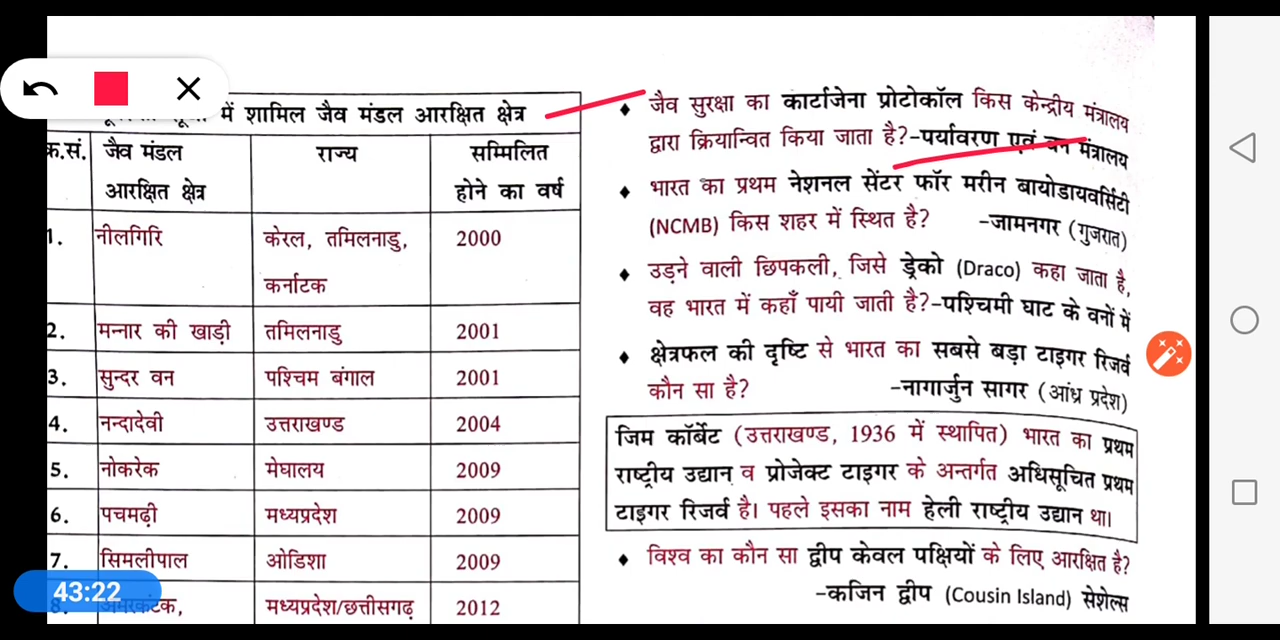 में शामिल जैव मंडल आरक्षित क्षेत्र
क्र.सं. जैव मंडल आरक्षित क्षेत्र राज्य सम्मिलित होने का वर्ष
1. नीलगिरि केरल, तमिलनाडु, कर्नाटक 2000
2. मन्नार की खाड़ी तमिलनाडु 2001
3. सुन्दर वन पश्चिम बंगाल 2001
4. नन्दादेवी उत्तराखण्ड 2004
5. नोकरेक मेघालय 2009
6. पचमढ़ी मध्यप्रदेश 2009
7. सिमलीपाल ओडिशा 2009
8. अमरकंटक, मध्यप्रदेश/छत्तीसगढ़ 2012
43:22
♦ जैव सुरक्षा का कार्टाजेना प्रोटोकॉल किस केन्द्रीय मंत्रालय
द्वारा क्रियान्वित किया जाता है?-पर्यावरण एवं वन मंत्रालय
♦ भारत का प्रथम नेशनल सेंटर फॉर मरीन बायोडायवर्सिटी
(NCMB) किस शहर में स्थित है? -जामनगर (गुजरात)
♦ उड़ने वाली छिपकली, जिसे ड्रेको (Draco) कहा जाता है,
वह भारत में कहाँ पायी जाती है?-पश्चिमी घाट के वनों में
♦ क्षेत्रफल की दृष्टि से भारत का सबसे बड़ा टाइगर रिजर्व
कौन सा है? -नागार्जुन सागर (आंध्र प्रदेश)
जिम कॉर्बेट (उत्तराखण्ड, 1936 में स्थापित) भारत का प्रथम
राष्ट्रीय उद्यान व प्रोजेक्ट टाइगर के अन्तर्गत अधिसूचित प्रथम
टाइगर रिजर्व है। पहले इसका नाम हेली राष्ट्रीय उद्यान था।
♦ विश्व का कौन सा द्वीप केवल पक्षियों के लिए आरक्षित है?
-कजिन द्वीप (Cousin Island) सेशेल्स